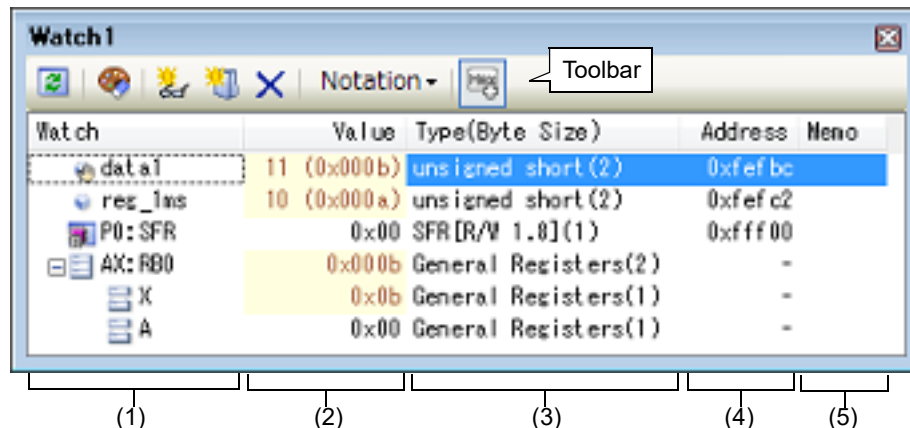 Watch1
Notation
Hex
Toolbar
Watch Value Type(Byte Size) Address Memo
data1 11 (0x000b) unsigned short(2) 0xfefbc
reg_1ms 10 (0x000a) unsigned short(2) 0xfefc2
P0:SFR 0x00 SFR[R/W 1.8](1) 0xfff00
AX:RB0 0x000b General Registers(2) -
X 0x0b General Registers(1) -
A 0x00 General Registers(1) -
(1) (2) (3) (4) (5)